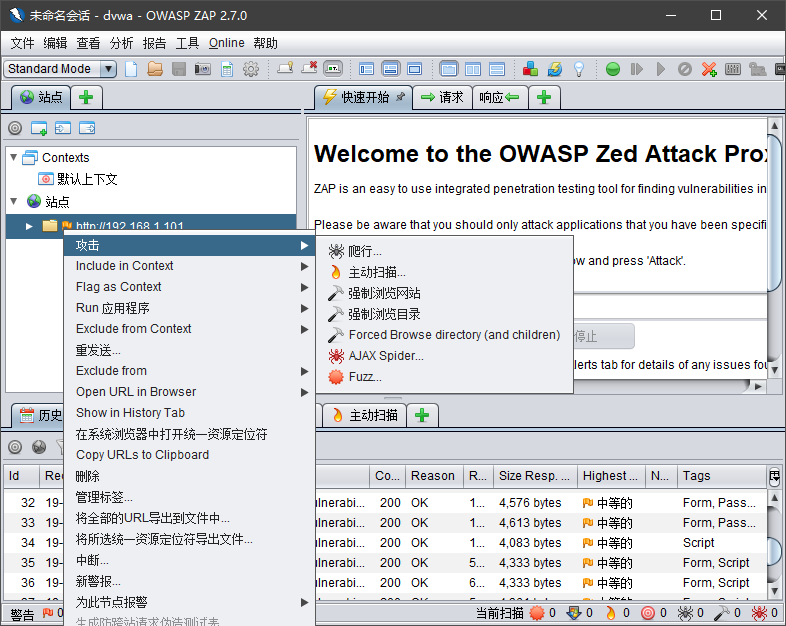 未命名会话 - dvwa - OWASP ZAP 2.7.0
文件 编辑 查看 分析 报告 工具 Online 帮助
Standard Mode
站点
快速开始 请求 响应
Contexts
默认上下文
站点
http://192.168.1.101
Welcome to the OWASP Zed Attack Pro
ZAP is an easy to use integrated penetration testing tool for finding vulnerabilities in
Please be aware that you should only attack applications that you have been specifi
ow and press 'Attack'.
停止
lerts tab for details of any issues fou
攻击
Include in Context
Flag as Context
Run 应用程序
Exclude from Context
重发送...
Exclude from
Open URL in Browser
Show in History Tab
在系统浏览器中打开统一资源定位符
Copy URLs to Clipboard
删除
管理标签...
将全部的URL导出到文件中...
将所选统一资源定位符导出文件...
中断...
新警报...
为此节点报警
生成防跨站请求伪造测试表
爬行...
主动扫描...
强制浏览网站
强制浏览目录
Forced Browse directory (and children)
AJAX Spider...
Fuzz...
历史 主动扫描
Id Req Co... Reason R... Size Resp. ... Highest ... N... Tags
32 19- ulnerabi... 200 OK 1... 4,576 bytes 中等的 Form, Pass...
33 19- ulnerabi... 200 OK 1... 4,613 bytes 中等的 Form, Pass...
34 19- ulnerabi... 200 OK 1... 4,083 bytes 中等的 Script
35 19- ulnerabi... 200 OK 5... 4,333 bytes 中等的 Form, Script
36 19- ulnerabi... 200 OK 6... 4,333 bytes 中等的 Form, Script
警告 0 当前扫描 0 0 0 0 0 0 0